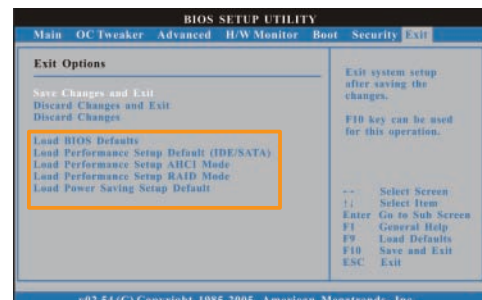 BIOS SETUP UTILITY
Main OC Tweaker Advanced H/W Monitor Boot Security Exit
Exit Options
Save Changes and Exit
Discard Changes and Exit
Discard Changes
Load BIOS Defaults
Load Performance Setup Default (IDE/SATA)
Load Performance Setup AHCI Mode
Load Performance Setup RAID Mode
Load Power Saving Setup Default
Exit system setup
after saving the
changes.
F10 key can be used
for this operation.
Select Screen
Select Item
Enter Go to Sub Screen
F1 General Help
F9 Load Defaults
F10 Save and Exit
ESC Exit
v02.54 (C) Copyright 1985-2005, American Megatrends, Inc.